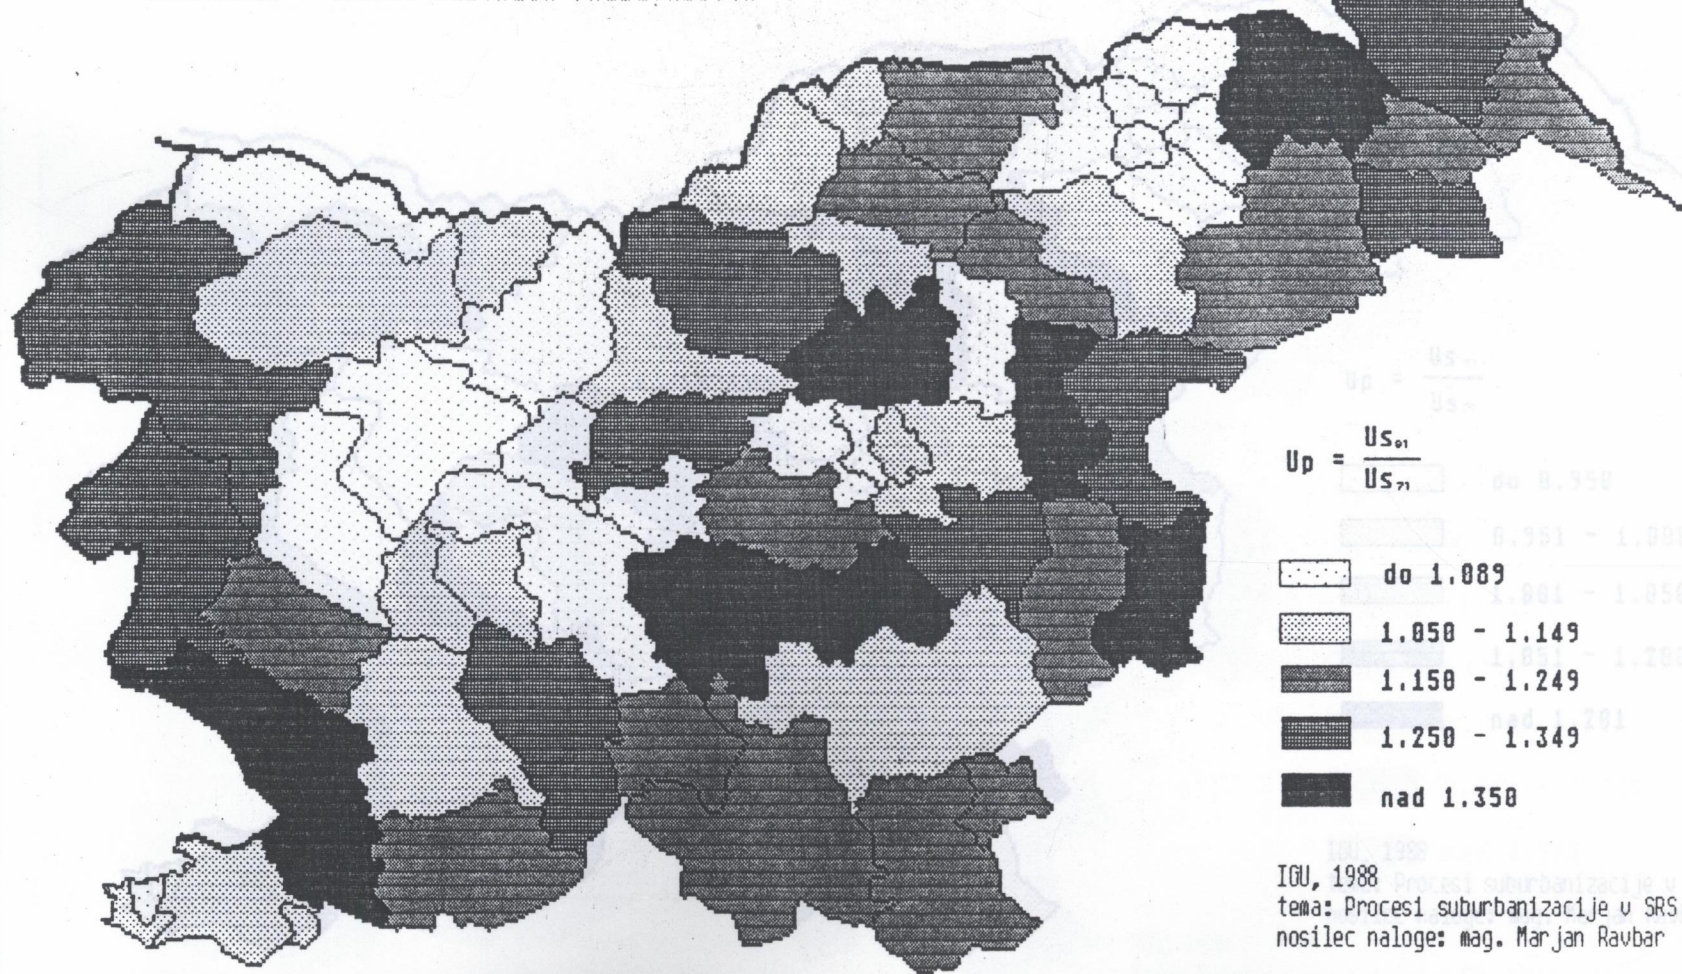 Up = Us₈₁ / Us₇₁
do 1.089
1.050 - 1.149
1.150 - 1.249
1.250 - 1.349
nad 1.350
IGU, 1988
tema: Procesi suburbanizacije v SRS
nosilec naloge: mag. Marjan Ravbar